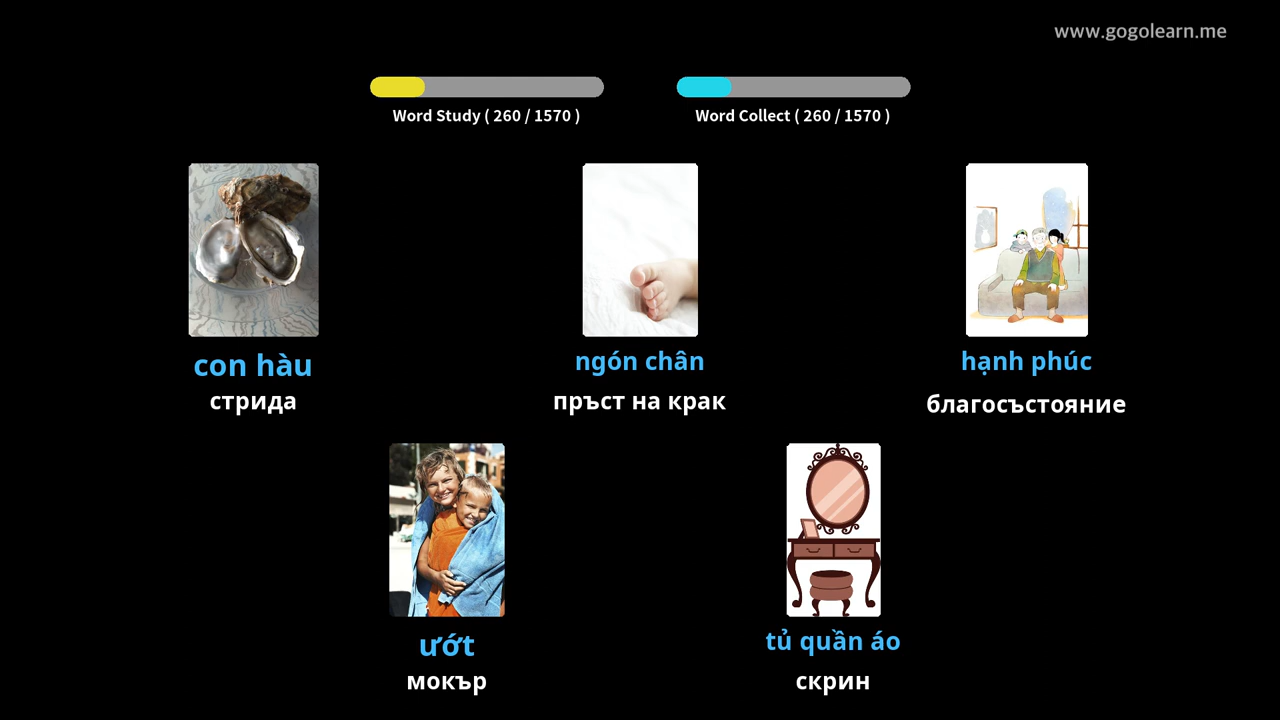 www.gogolearn.me
Word Study ( 260 / 1570 )
Word Collect ( 260 / 1570 )
con hàu
стрида
ngón chân
пръст на крак
hạnh phúc
благосъстояние
ướt
мокър
tủ quần áo
скрин